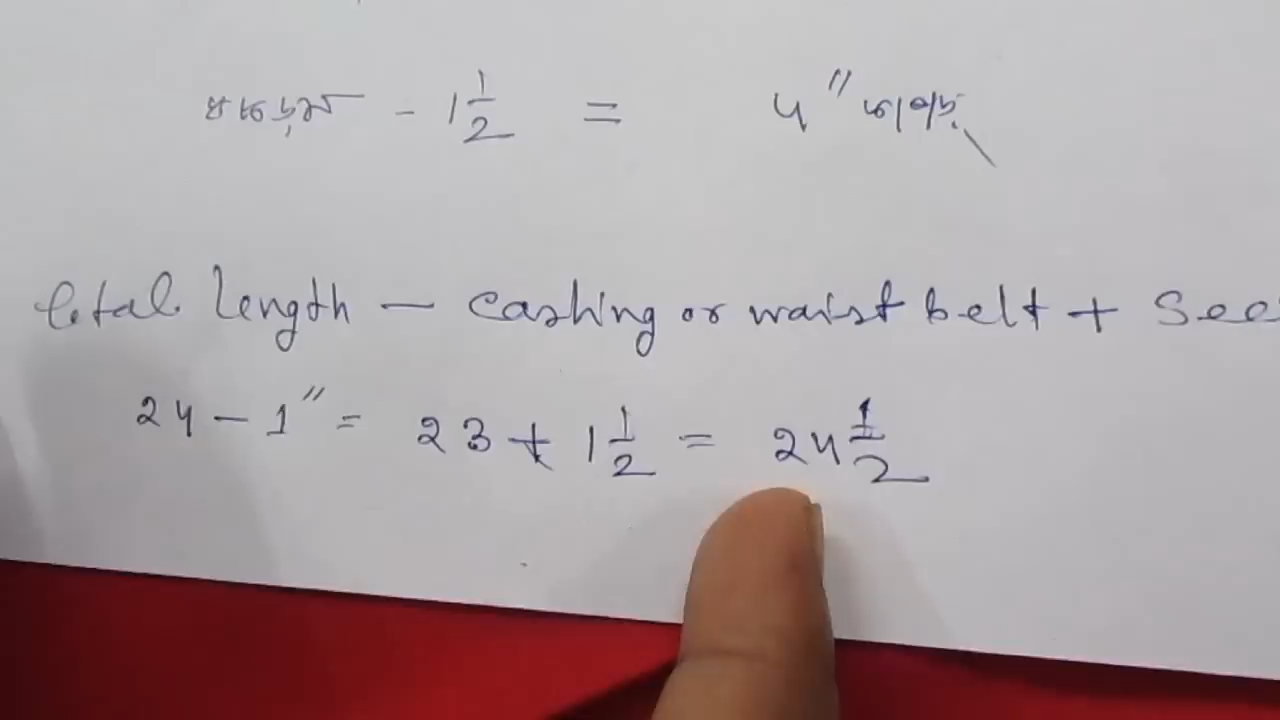 - 1 1/2 = 4"
total length - Cashing or waist belt + See
24 - 1" = 23 + 1 1/2 = 24 1/2